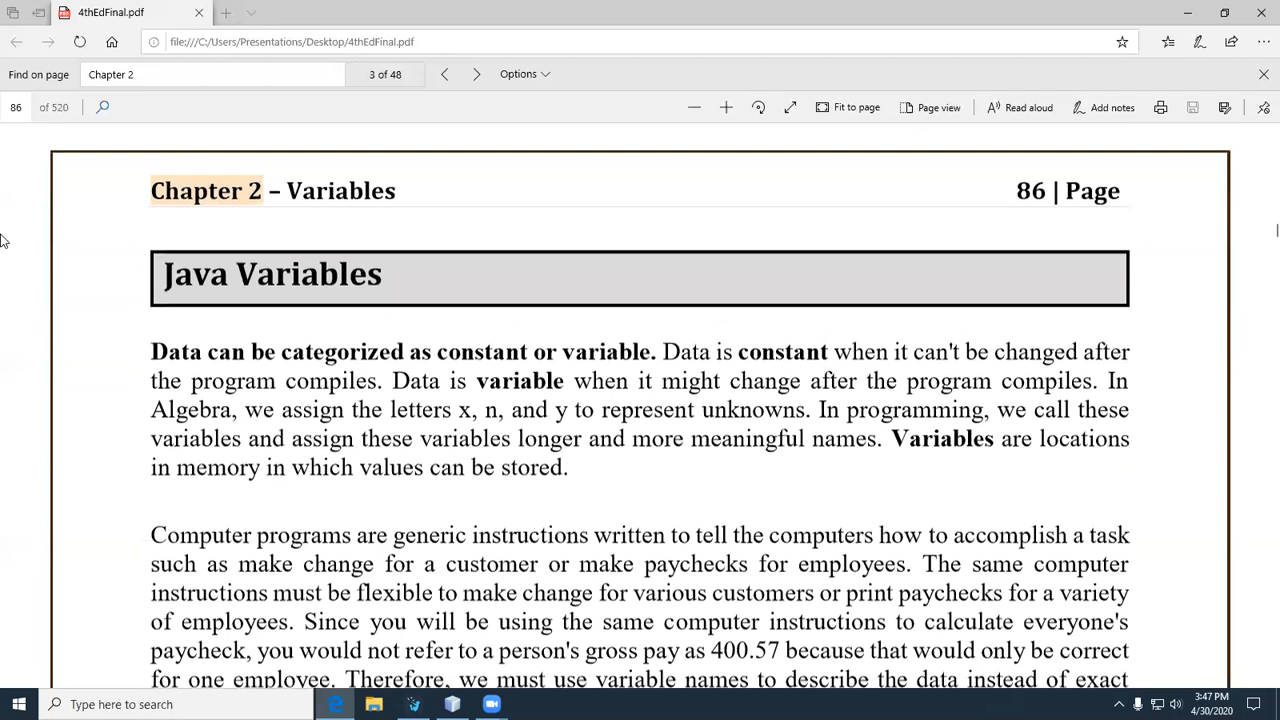 4thEdFinal.pdf
file:///C:/Users/Presentations/Desktop/4thEdFinal.pdf
Find on page Chapter 2 3 of 48 Options
86 of 520 Fit to page Page view Read aloud Add notes
Chapter 2 – Variables 86 | Page
Java Variables
Data can be categorized as constant or variable. Data is constant when it can't be changed after
the program compiles. Data is variable when it might change after the program compiles. In
Algebra, we assign the letters x, n, and y to represent unknowns. In programming, we call these
variables and assign these variables longer and more meaningful names. Variables are locations
in memory in which values can be stored.
Computer programs are generic instructions written to tell the computers how to accomplish a task
such as make change for a customer or make paychecks for employees. The same computer
instructions must be flexible to make change for various customers or print paychecks for a variety
of employees. Since you will be using the same computer instructions to calculate everyone's
paycheck, you would not refer to a person's gross pay as 400.57 because that would only be correct
for one employee. Therefore, we must use variable names to describe the data instead of exact
Type here to search
3:47 PM
4/30/2020